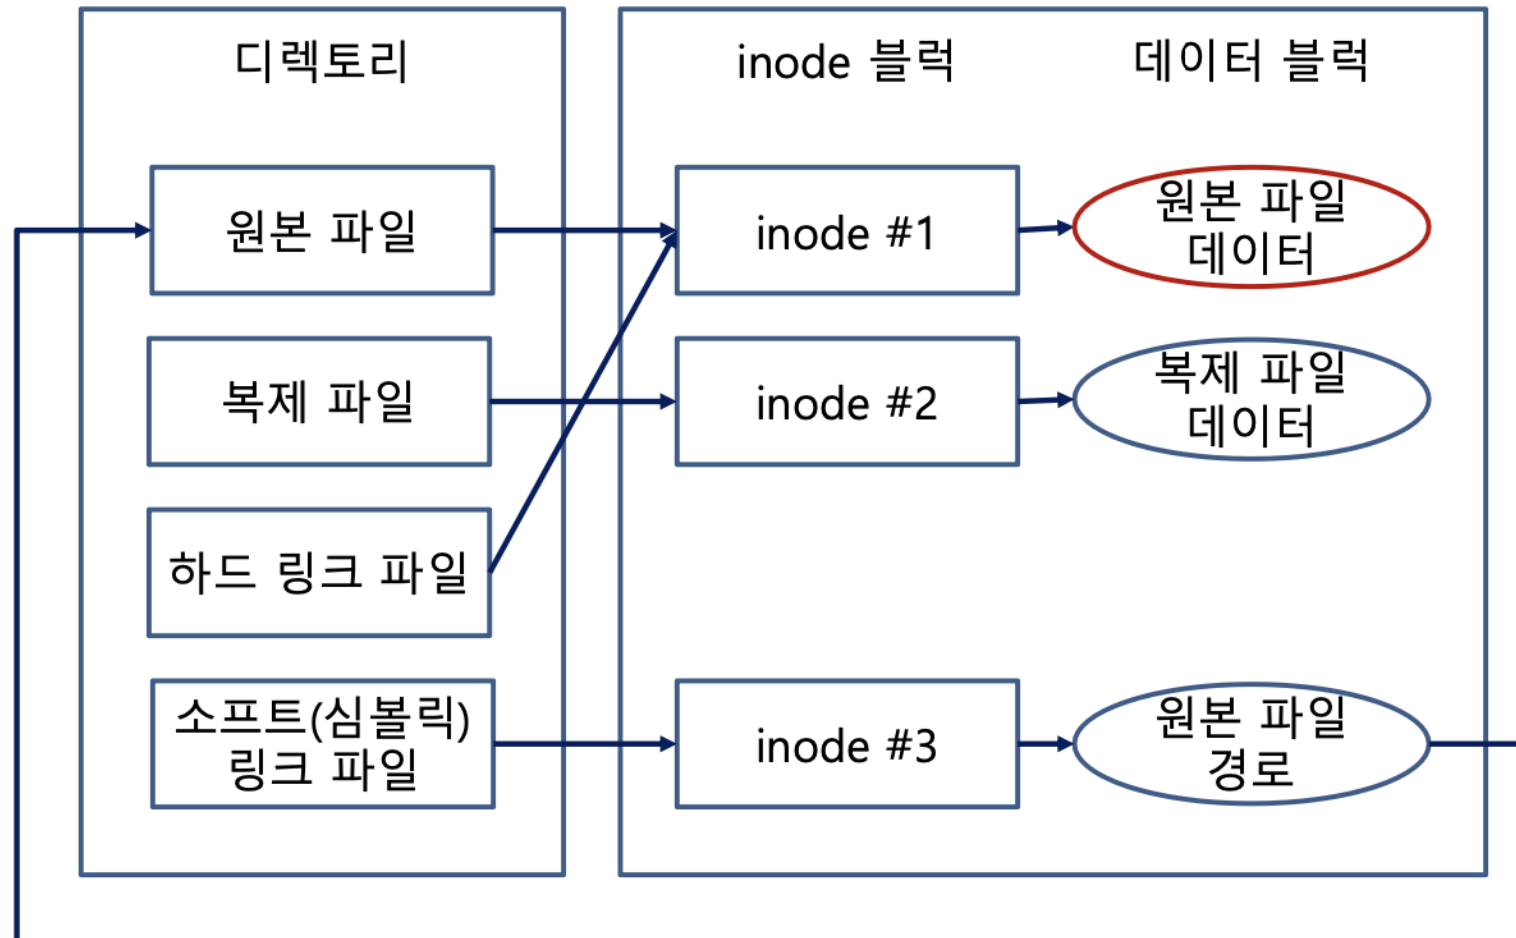 디렉토리
inode 블럭
데이터 블럭
원본 파일
inode #1
원본 파일
데이터
복제 파일
inode #2
복제 파일
데이터
하드 링크 파일
소프트(심볼릭)
링크 파일
inode #3
원본 파일
경로